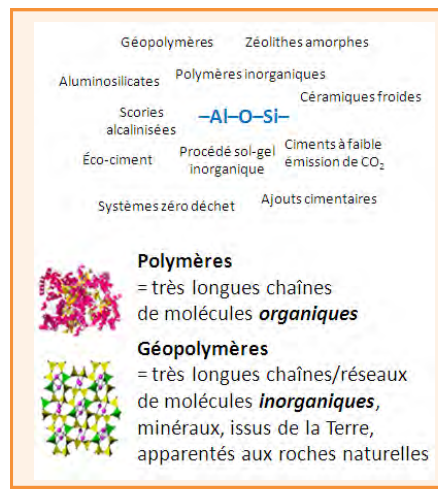 Géopolymères Zéolithes amorphes
Aluminosilicates Polymères inorganiques
Céramiques froides
Scories
alcalinisées
–Al–O–Si–
Éco-ciment
Procédé sol-gel
inorganique
Ciments à faible
émission de CO₂
Systèmes zéro déchet Ajouts cimentaires
Polymères
= très longues chaînes
de molécules organiques
Géopolymères
= très longues chaînes/réseaux
de molécules inorganiques,
minéraux, issus de la Terre,
apparentés aux roches naturelles